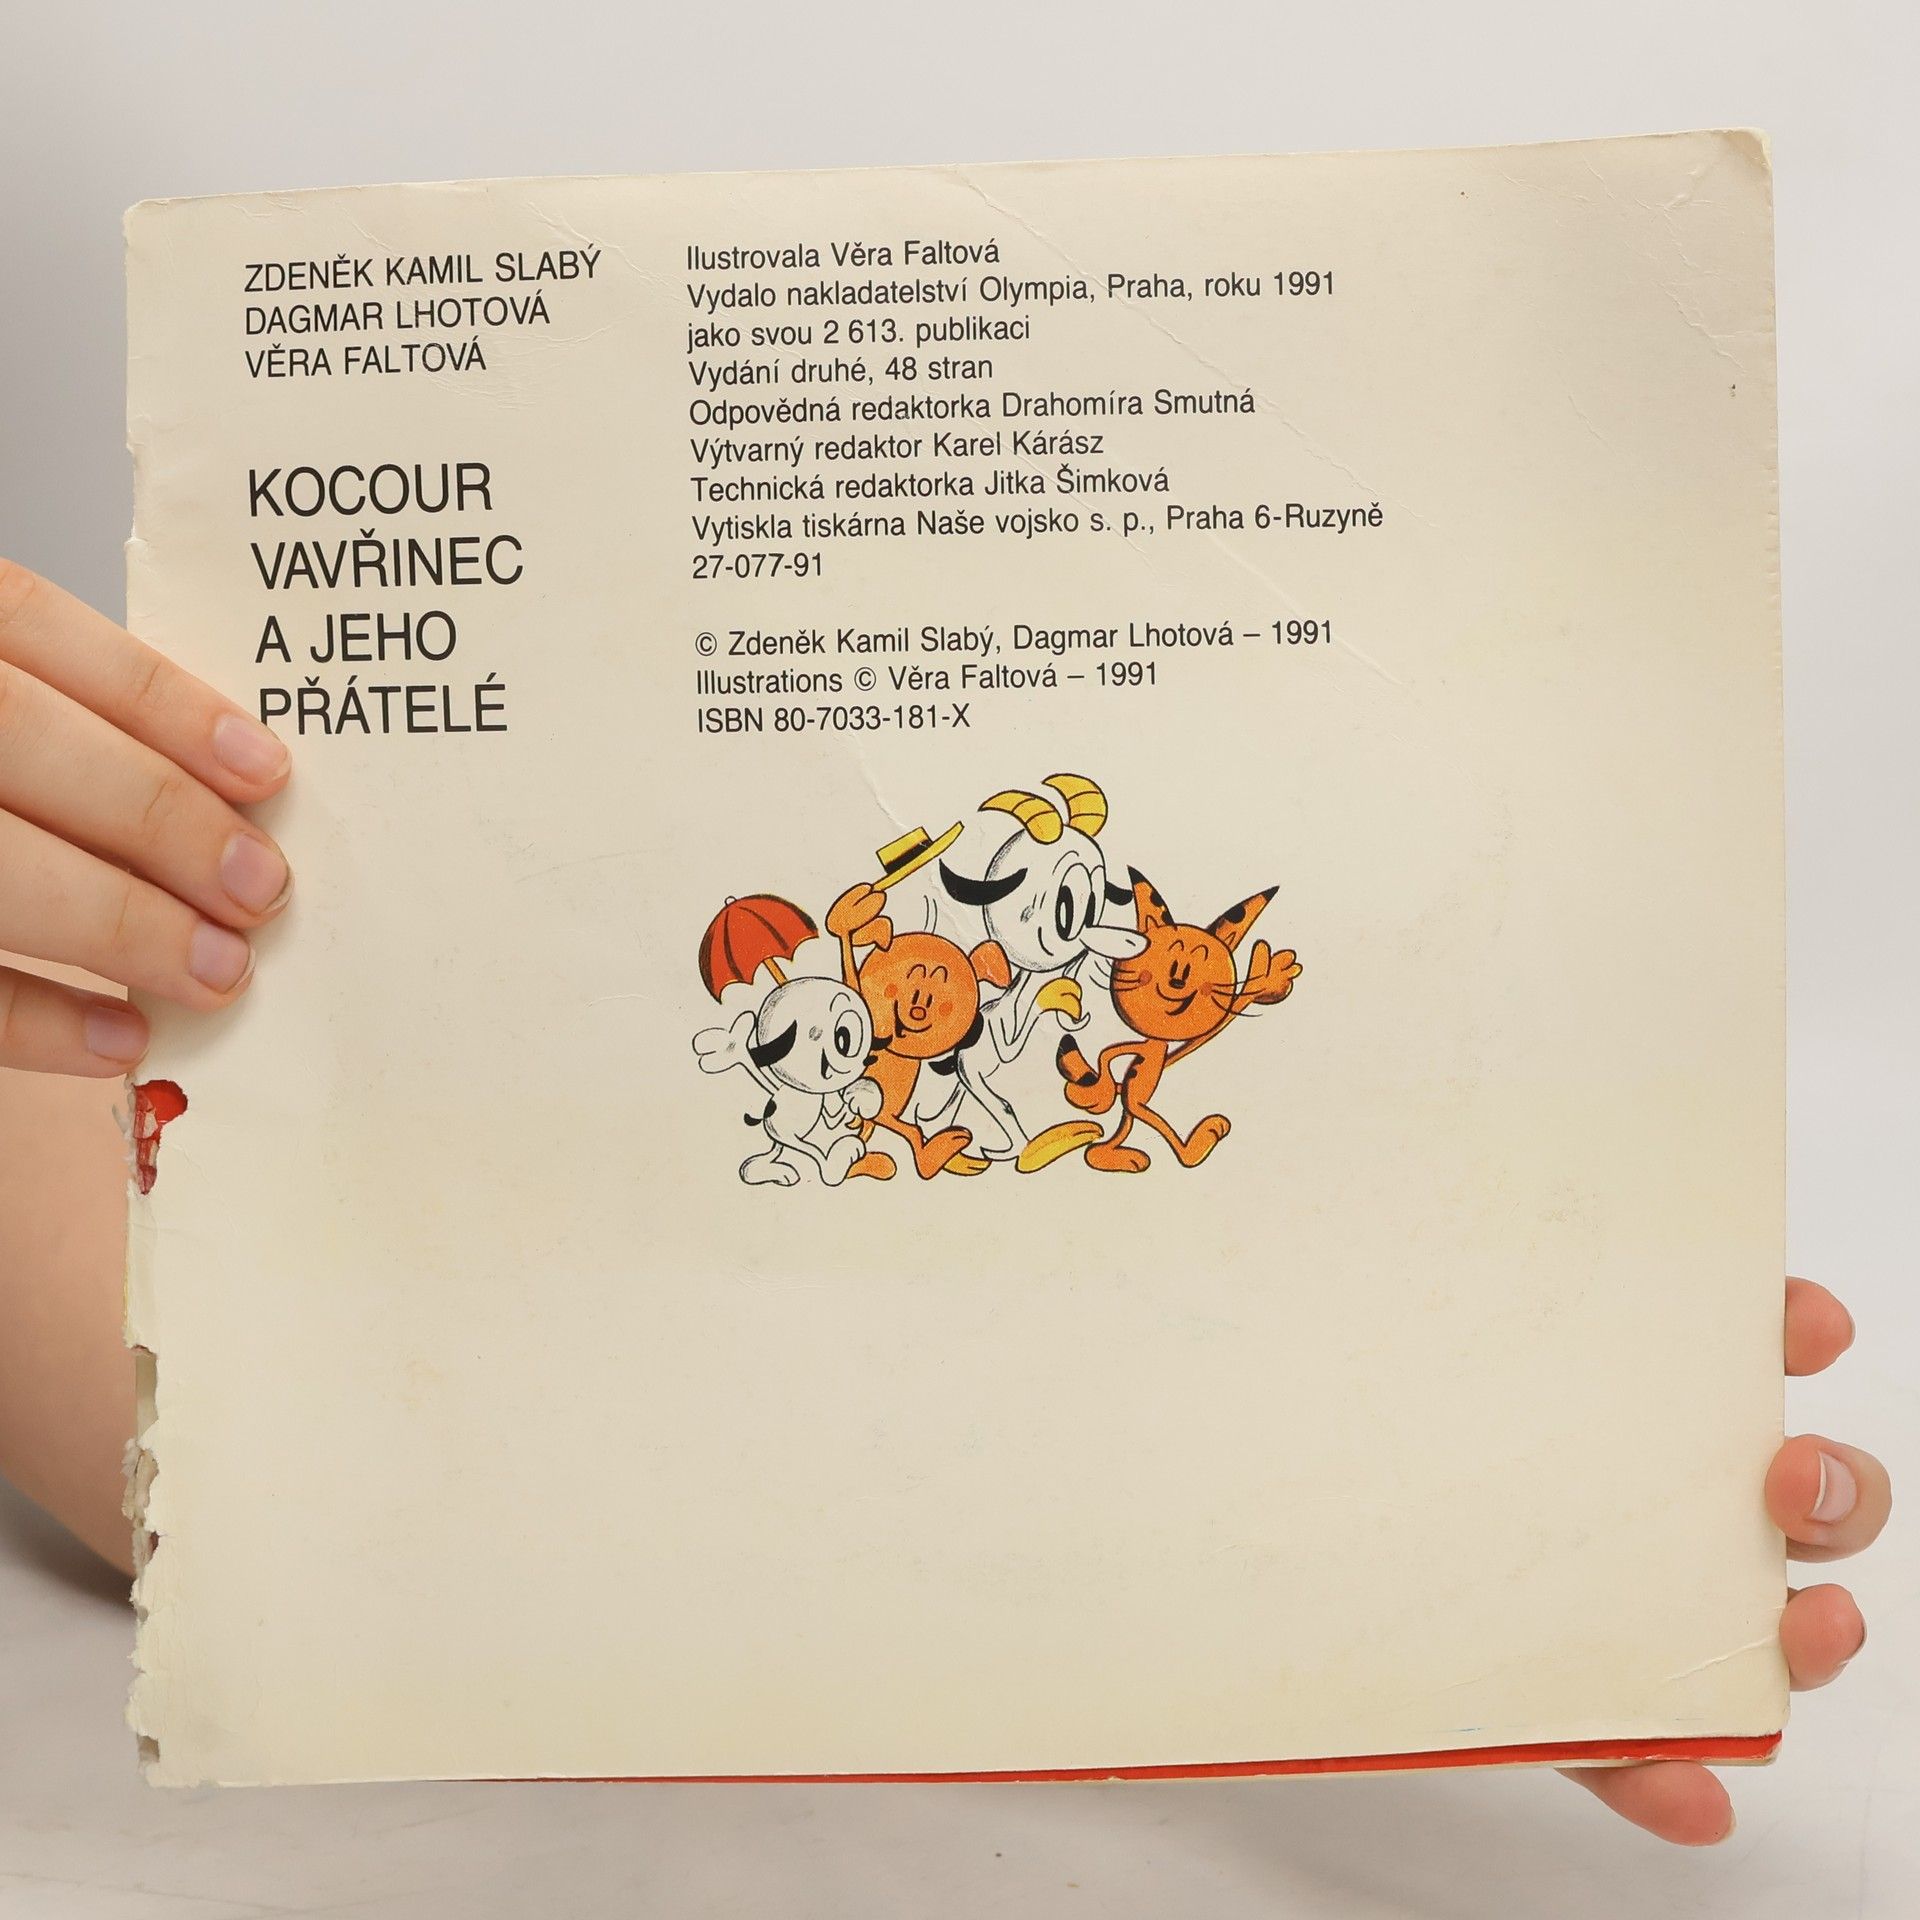 ZDENĚK KAMIL SLABÝ
DAGMAR LHOTOVÁ
VĚRA FALTOVÁ
KOCOUR
VAVŘINEC
A JEHO
PŘÁTELÉ
Ilustrovala Věra Faltová
Vydalo nakladatelství Olympia, Praha, roku 1991
jako svou 2 613. publikaci
Vydání druhé, 48 stran
Odpovědná redaktorka Drahomíra Smutná
Výtvarný redaktor Karel Kárász
Technická redaktorka Jitka Šimková
Vytiskla tiskárna Naše vojsko s. p., Praha 6-Ruzyně
27-077-91
© Zdeněk Kamil Slabý, Dagmar Lhotová – 1991
Illustrations © Věra Faltová – 1991
ISBN 80-7033-181-X